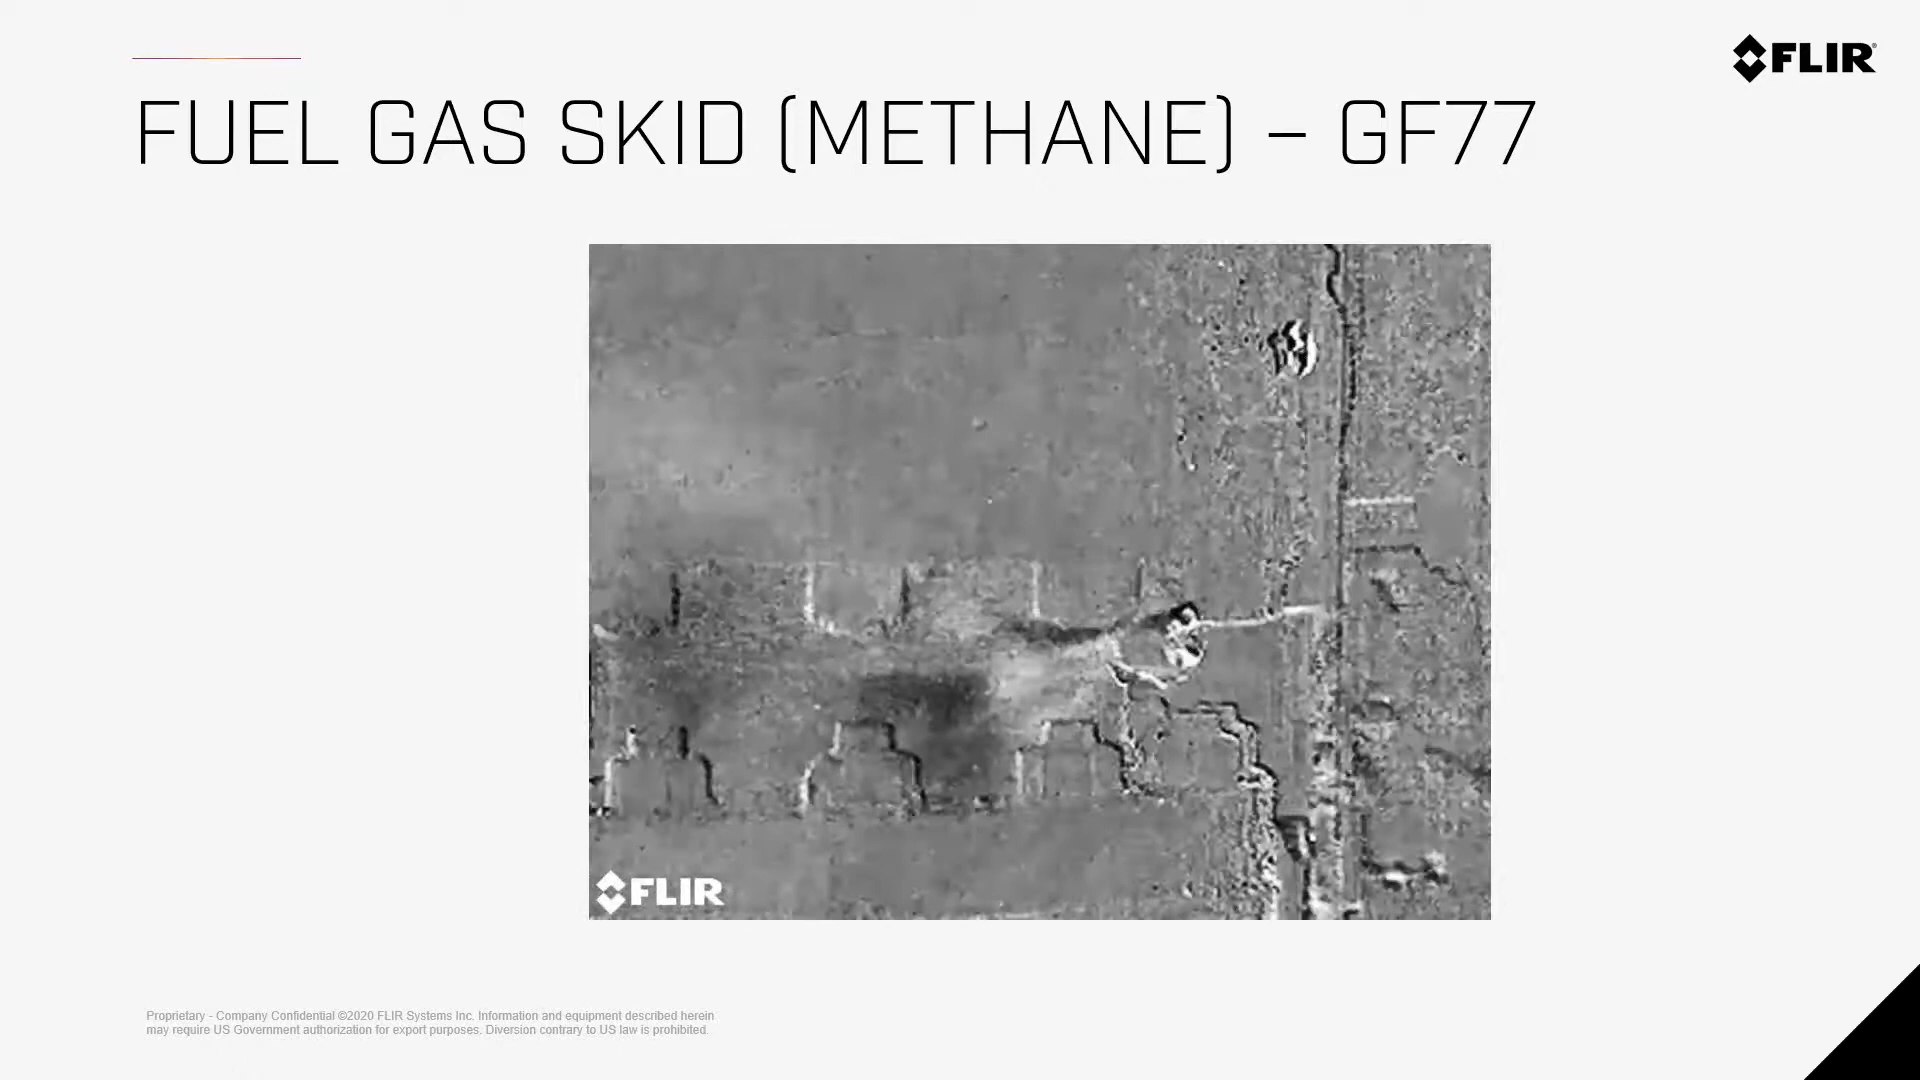 FLIR
FUEL GAS SKID (METHANE) – GF77
FLIR
Proprietary - Company Confidential ©2020 FLIR Systems Inc. Information and equipment described herein
may require US Government authorization for export purposes. Diversion contrary to US law is prohibited.